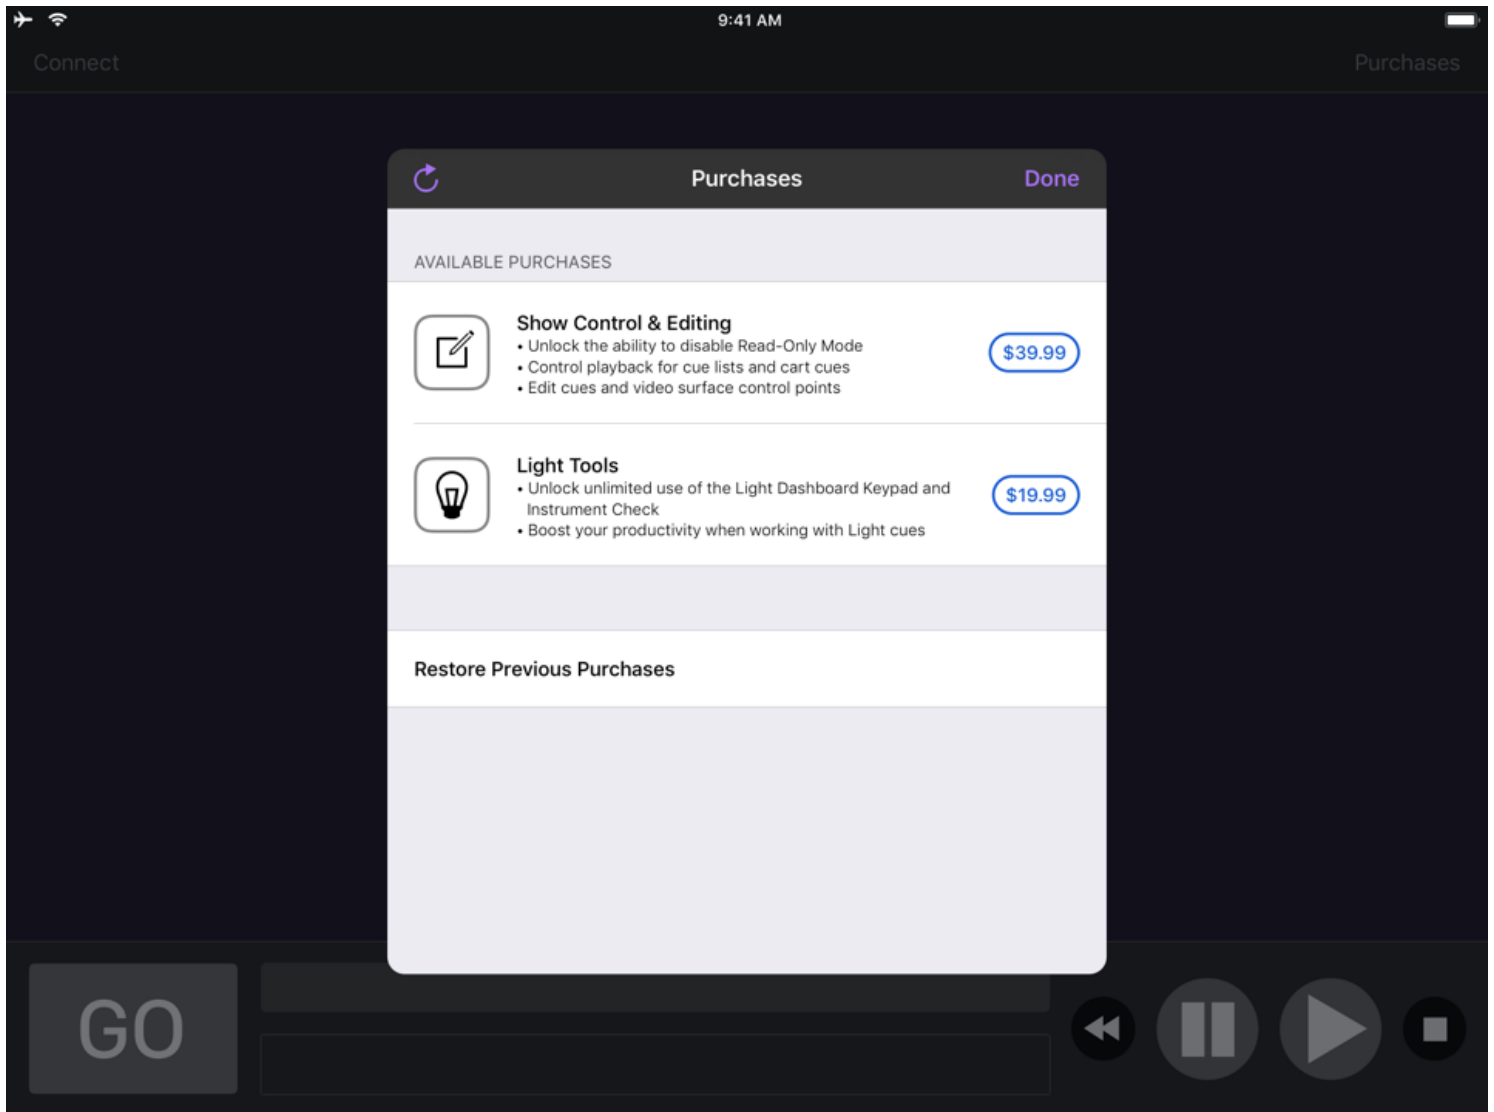 9:41 AM
Connect
Purchases
Purchases
Done
AVAILABLE PURCHASES
Show Control & Editing
• Unlock the ability to disable Read-Only Mode
• Control playback for cue lists and cart cues
• Edit cues and video surface control points
$39.99
Light Tools
• Unlock unlimited use of the Light Dashboard Keypad and
Instrument Check
• Boost your productivity when working with Light cues
$19.99
Restore Previous Purchases
GO